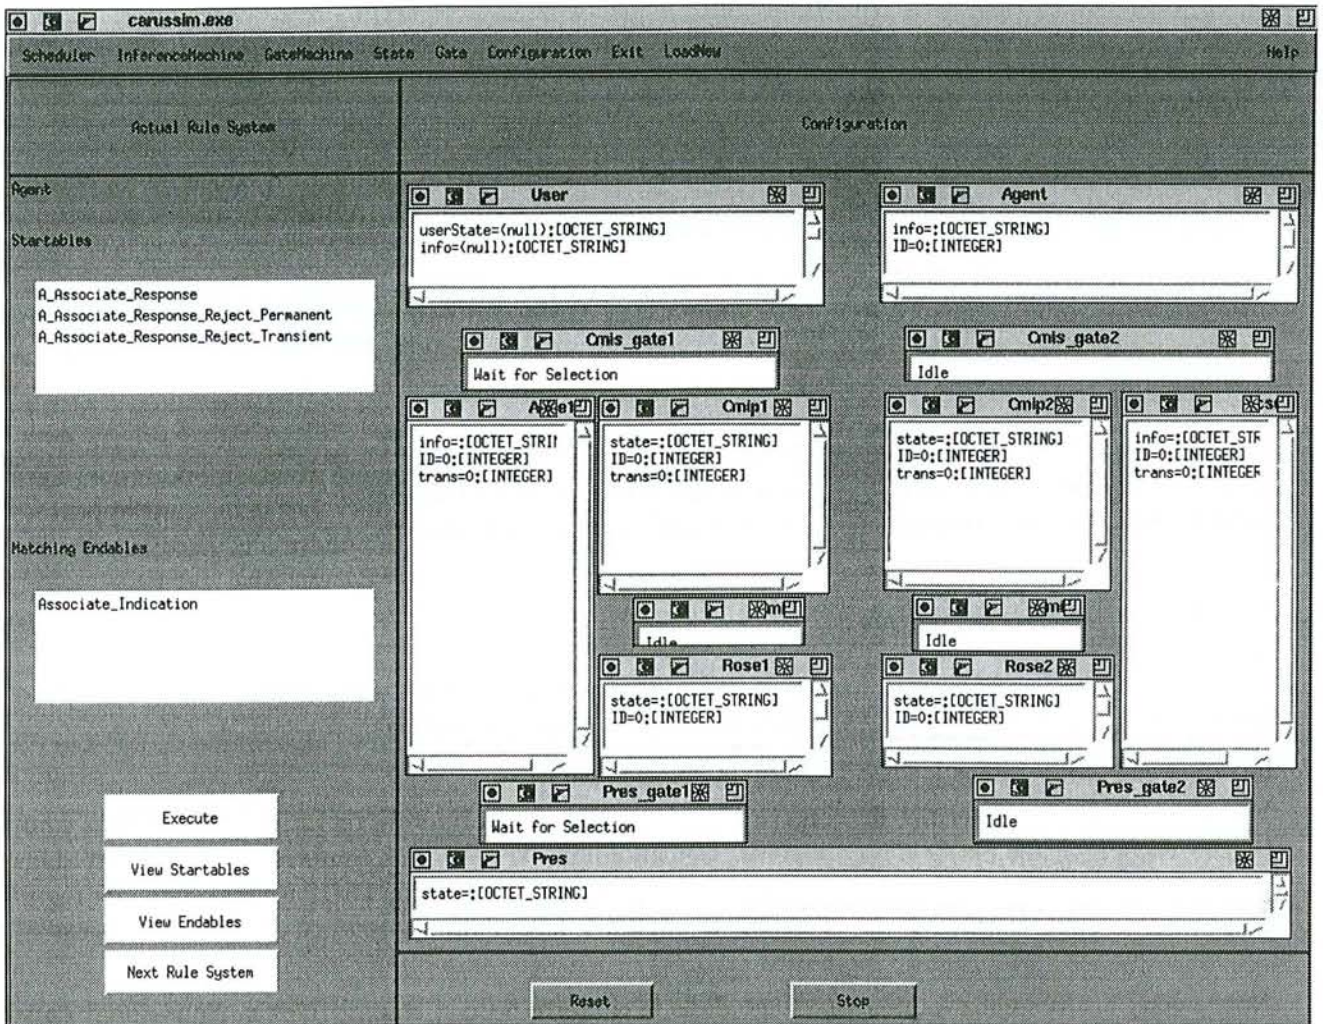 carussim.exe
Scheduler InferenceMachine GateMachine State Gate Configuration Exit LoadNew Help
Actual Rule System
Configuration
Agent
Startables
A_Associate_Response
A_Associate_Response_Reject_Permanent
A_Associate_Response_Reject_Transient
Matching Endables
Associate_Indication
Execute
View Startables
View Endables
Next Rule System
User
userState=(null):[OCTET_STRING]
info=(null):[OCTET_STRING]
Agent
info=:[OCTET_STRING]
ID=0:[INTEGER]
Cmis_gate1
Wait for Selection
Cmis_gate2
Idle
info=:[OCTET_STRI
ID=0:[INTEGER]
trans=0:[INTEGER]
Cmip1
state=:[OCTET_STRING]
ID=0:[INTEGER]
trans=0:[INTEGER]
Cmip2
state=:[OCTET_STRING]
ID=0:[INTEGER]
trans=0:[INTEGER]
info=:[OCTET_STR
ID=0:[INTEGER]
trans=0:[INTEGER
Idle
Idle
Rose1
state=:[OCTET_STRING]
ID=0:[INTEGER]
Rose2
state=:[OCTET_STRING]
ID=0:[INTEGER]
Pres_gate1
Wait for Selection
Pres_gate2
Idle
Pres
state=:[OCTET_STRING]
Reset
Stop